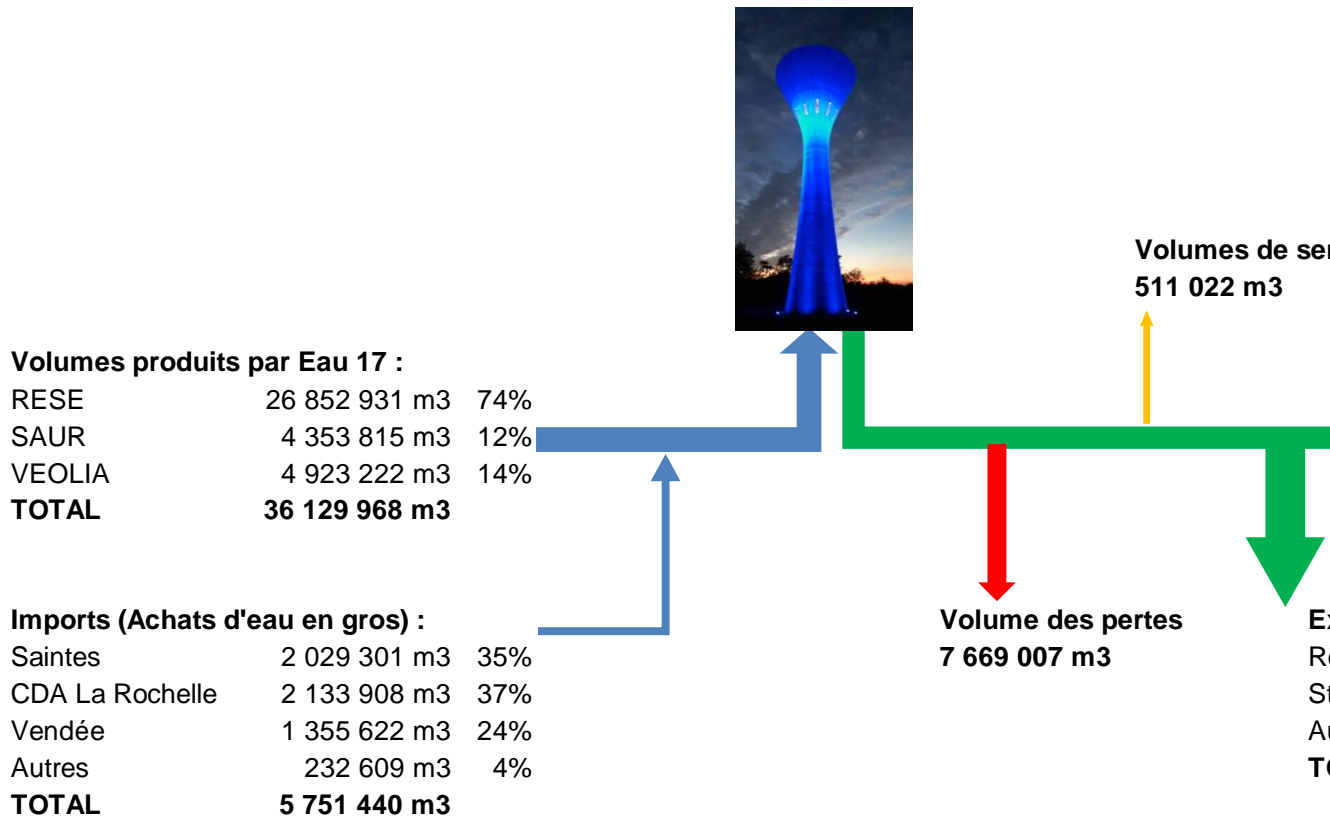 Volumes de
511 022 m3
Volumes produits par Eau 17 :
RESE 26 852 931 m3 74%
SAUR 4 353 815 m3 12%
VEOLIA 4 923 222 m3 14%
TOTAL 36 129 968 m3
Imports (Achats d'eau en gros) :
Saintes 2 029 301 m3 35%
CDA La Rochelle 2 133 908 m3 37%
Vendée 1 355 622 m3 24%
Autres 232 609 m3 4%
TOTAL 5 751 440 m3
Volume des pertes
7 669 007 m3